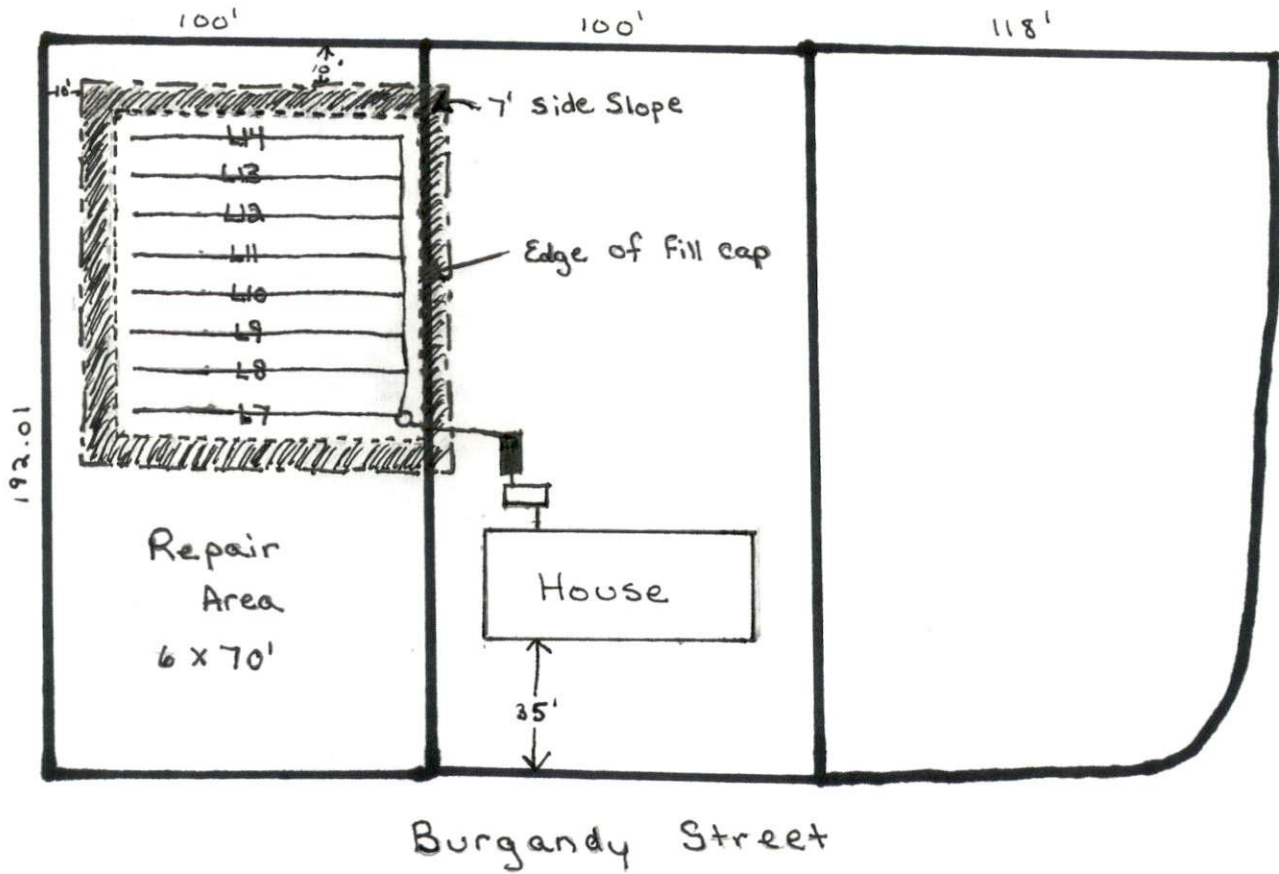 100'
100'
118'
10'
10'
7' side Slope
L14
L13
L12
L11
Edge of Fill cap
L10
L9
L8
L7
192.01
Repair
Area
6 X 70'
House
35'
Burgandy Street